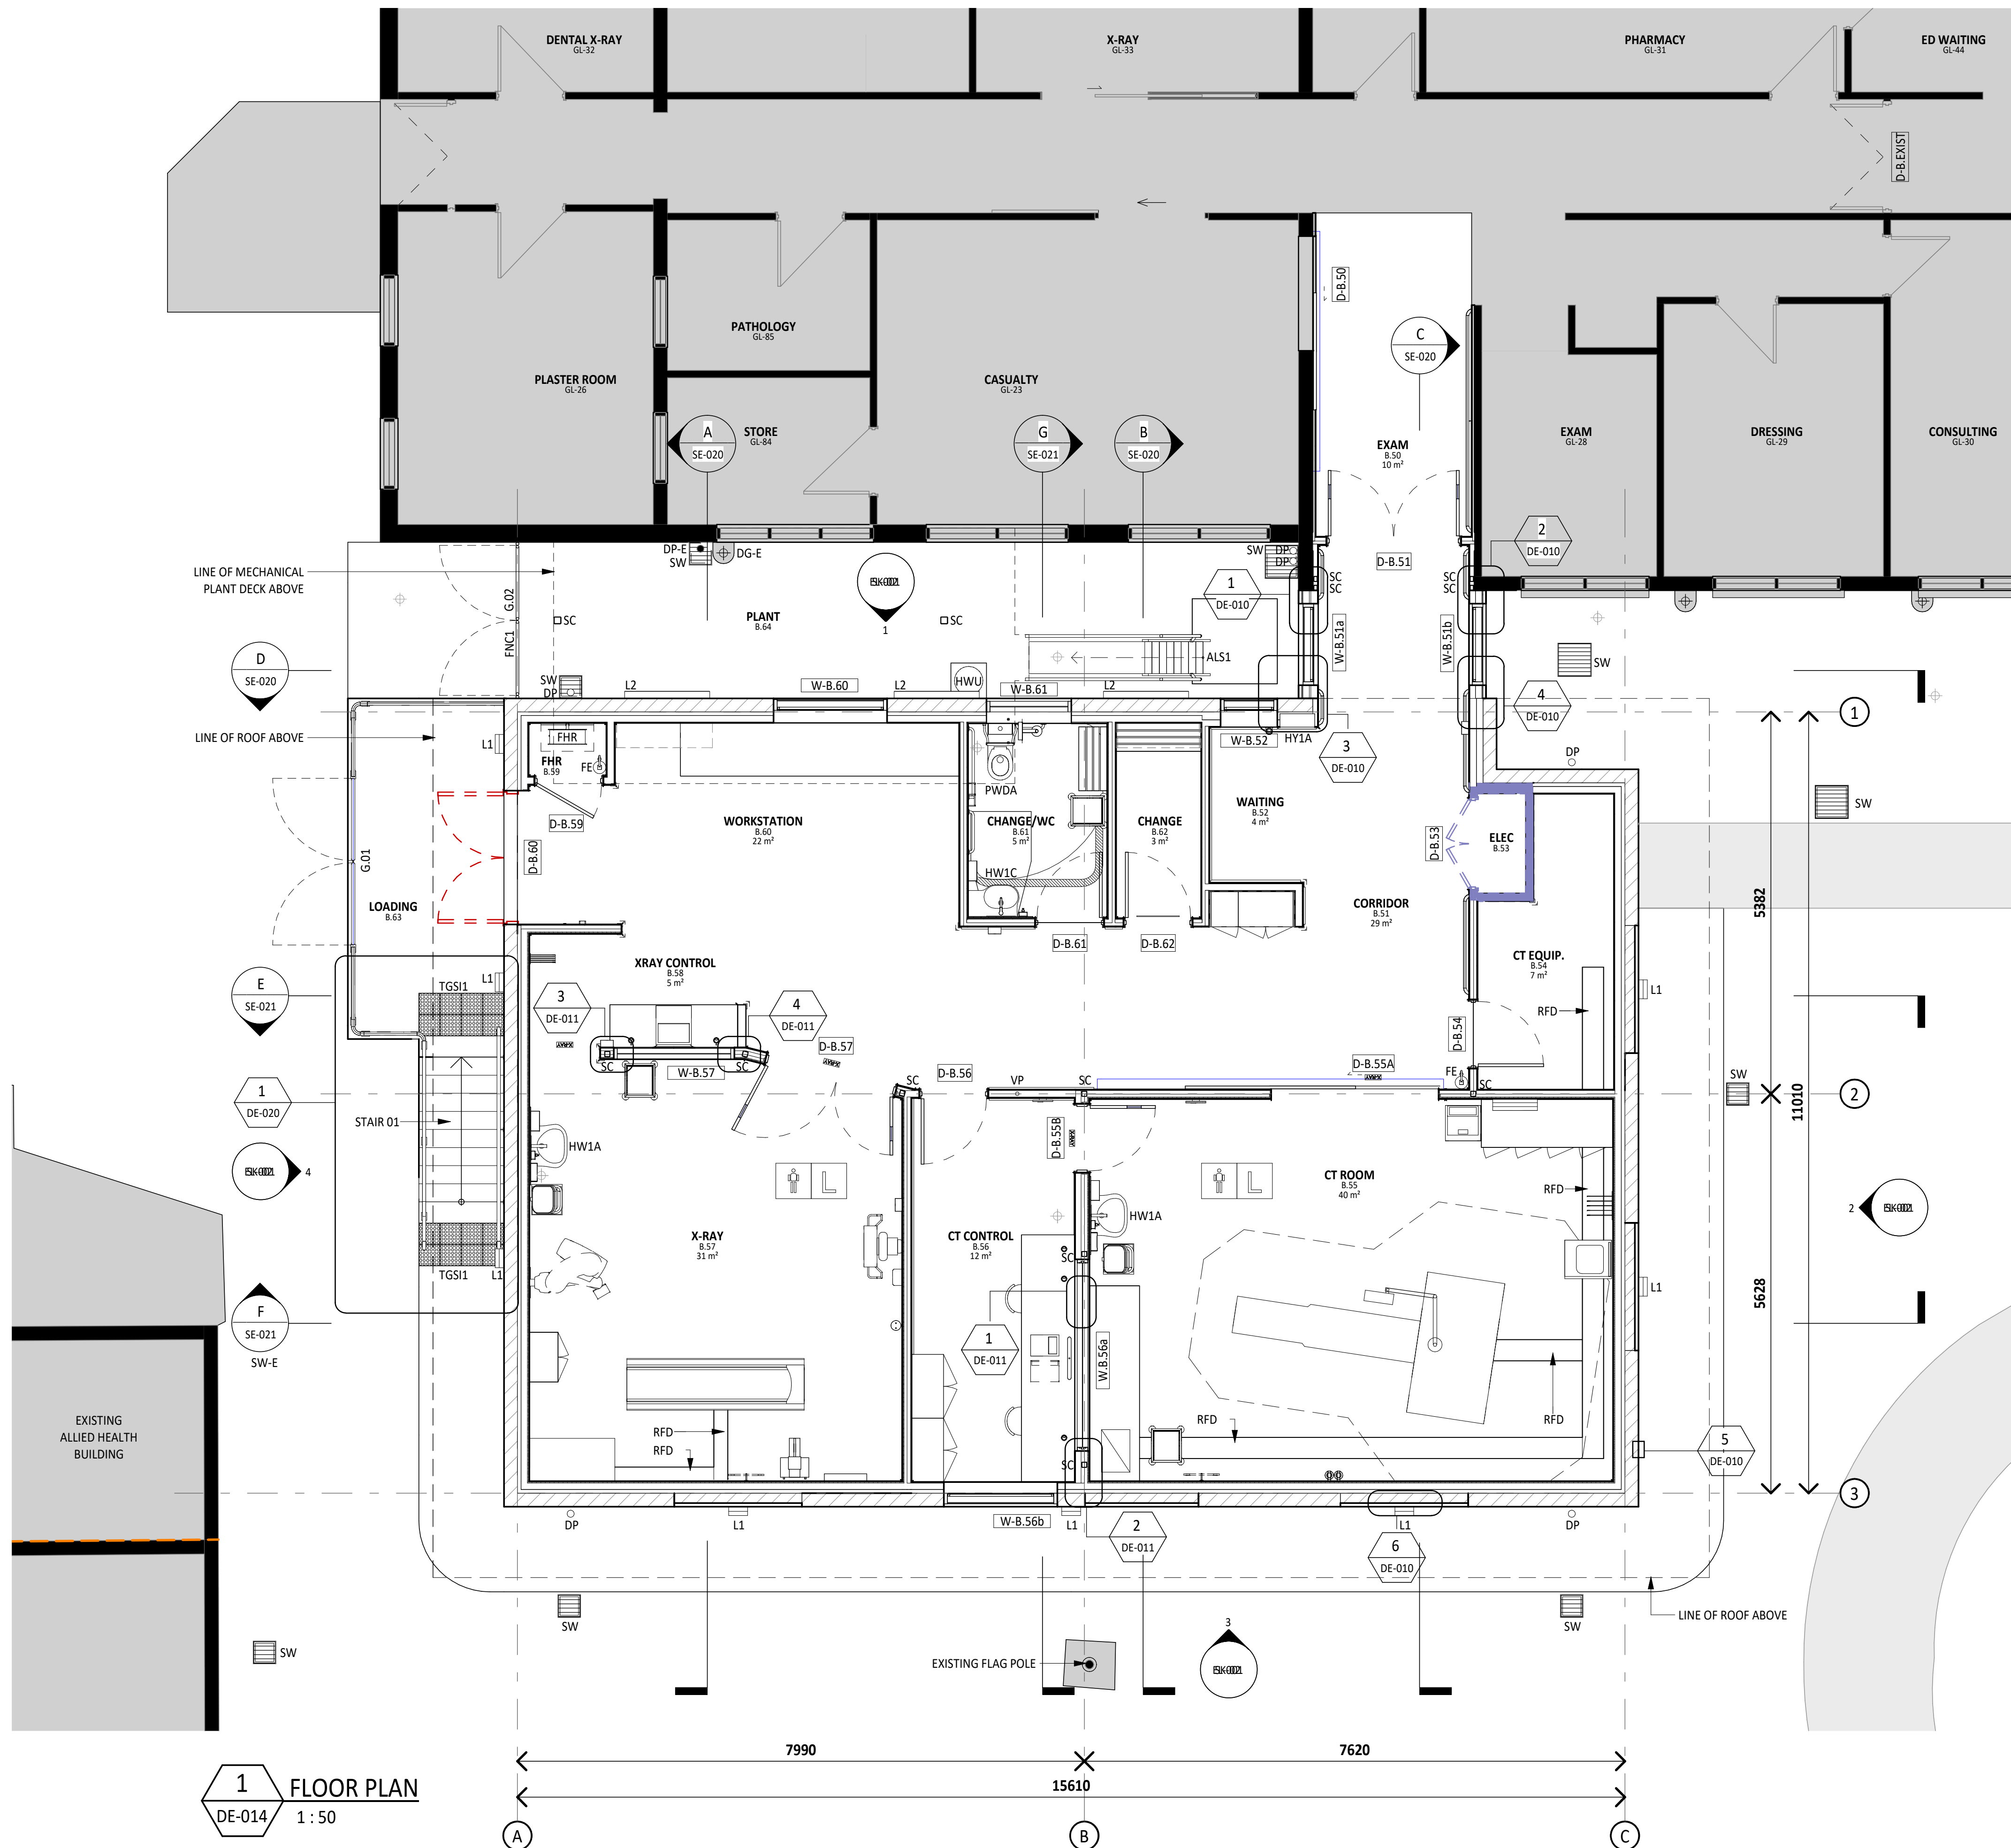 DENTAL X-RAY
GL-32
X-RAY
GL-33
PHARMACY
GL-31
ED WAITING
GL-44
D-B.EXIST
D-B.50
PATHOLOGY
GL-85
C
SE-020
PLASTER ROOM
GL-26
CASUALTY
GL-23
A
SE-020
STORE
GL-84
G
SE-021
B
SE-020
EXAM
B.50
10 m²
EXAM
GL-28
DRESSING
GL-29
CONSULTING
GL-30
2
DE-010
DP-E
SW
DG-E
SW
DP
DP
D-B.51
LINE OF MECHANICAL
PLANT DECK ABOVE
1
DE-010
SC
SC
SC
SC
G.02
FNC1
SC
PLANT
B.64
1
SC
W-B.51a
W-B.51b
ALS1
SW
D
SE-020
SW
DP
L2
W-B.60
L2
HWU
W-B.61
L2
4
DE-010
1
LINE OF ROOF ABOVE
L1
FHR
FHR
B.59
FE
W-B.52
HY1A
3
DE-010
DP
PWDA
SW
D-B.59
WORKSTATION
B.60
22 m²
CHANGE/WC
B.61
5 m²
CHANGE
B.62
3 m²
WAITING
B.52
4 m²
D-B.53
ELEC
B.53
G.01
D-B.60
HW1C
LOADING
B.63
CORRIDOR
B.51
29 m²
5382
D-B.61
D-B.62
XRAY CONTROL
B.58
5 m²
CT EQUIP.
B.54
7 m²
E
SE-021
TGSI1
L1
3
DE-011
4
DE-011
RFD
L1
D-B.57
D-B.54
SC
W-B.57
SC
SC
D-B.56
VP
SC
D-B.55A
FE
SC
SW
2
11010
1
DE-020
STAIR 01
HW1A
D-B.55B
4
CT ROOM
B.55
40 m²
RFD
HW1A
2
X-RAY
B.57
31 m²
CT CONTROL
B.56
12 m²
SC
TGSI1
L1
L1
5628
F
SE-021
SW-E
1
DE-011
W.B.56a
EXISTING
ALLIED HEALTH
BUILDING
RFD
RFD
RFD
RFD
SC
5
DE-010
3
DP
L1
W-B.56b
L1
2
DE-011
L1
6
DE-010
DP
SW
SW
LINE OF ROOF ABOVE
SW
3
EXISTING FLAG POLE
7990
7620
15610
1
DE-014
FLOOR PLAN
1 : 50
A
B
C